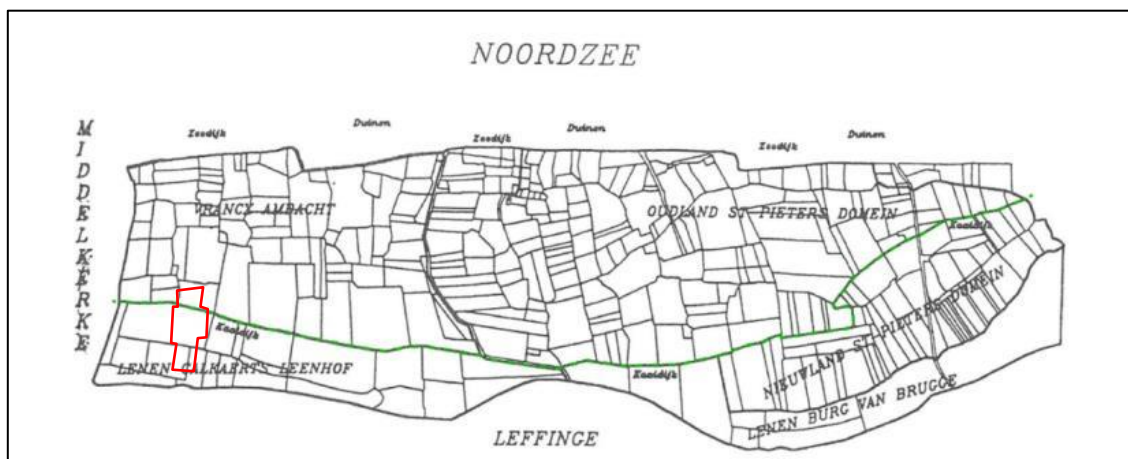 NOORDZEE
MIDDELKERKE
Zeedijk
Duinen
Zeedijk
Duinen
Zeedijk
Duinen
VRANCX AMBACHT
OUDLAND ST-PIETERS DOMEIN
Kaaidijk
Kaaidijk
Kaaidijk
NIEUWLAND ST. PIETERS DOMEIN
LENEN CALKAERTS LEENHOF
LENEN BURG VAN BRUGGE
LEFFINGE